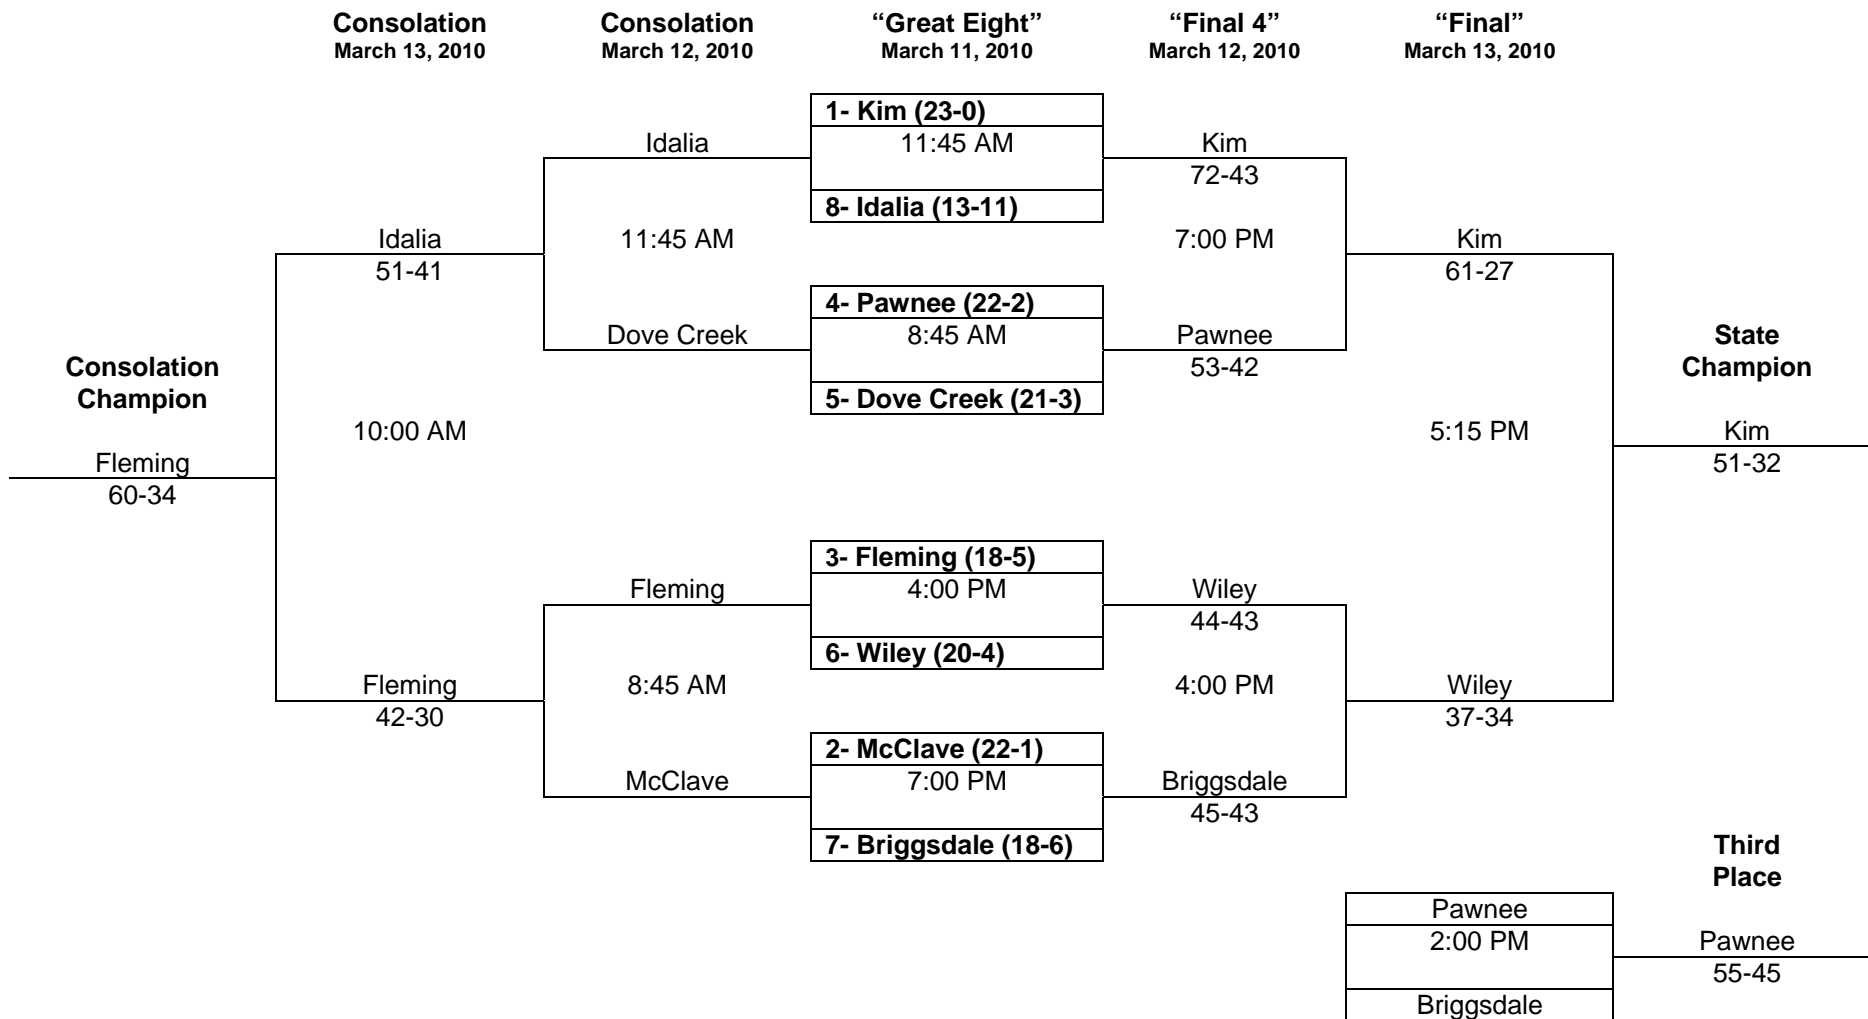 Consolation
March 13, 2010
Consolation
March 12, 2010
“Great Eight”
March 11, 2010
“Final 4”
March 12, 2010
“Final”
March 13, 2010
1- Kim (23-0)
Idalia
11:45 AM
Kim
72-43
8- Idalia (13-11)
Idalia
51-41
11:45 AM
7:00 PM
Kim
61-27
4- Pawnee (22-2)
Dove Creek
8:45 AM
Pawnee
53-42
State
Champion
Consolation
Champion
5- Dove Creek (21-3)
10:00 AM
5:15 PM
Kim
51-32
Fleming
60-34
3- Fleming (18-5)
Fleming
4:00 PM
Wiley
44-43
6- Wiley (20-4)
Fleming
42-30
8:45 AM
4:00 PM
Wiley
37-34
2- McClave (22-1)
McClave
7:00 PM
Briggsdale
45-43
7- Briggsdale (18-6)
Third
Place
Pawnee
2:00 PM
Pawnee
55-45
Briggsdale